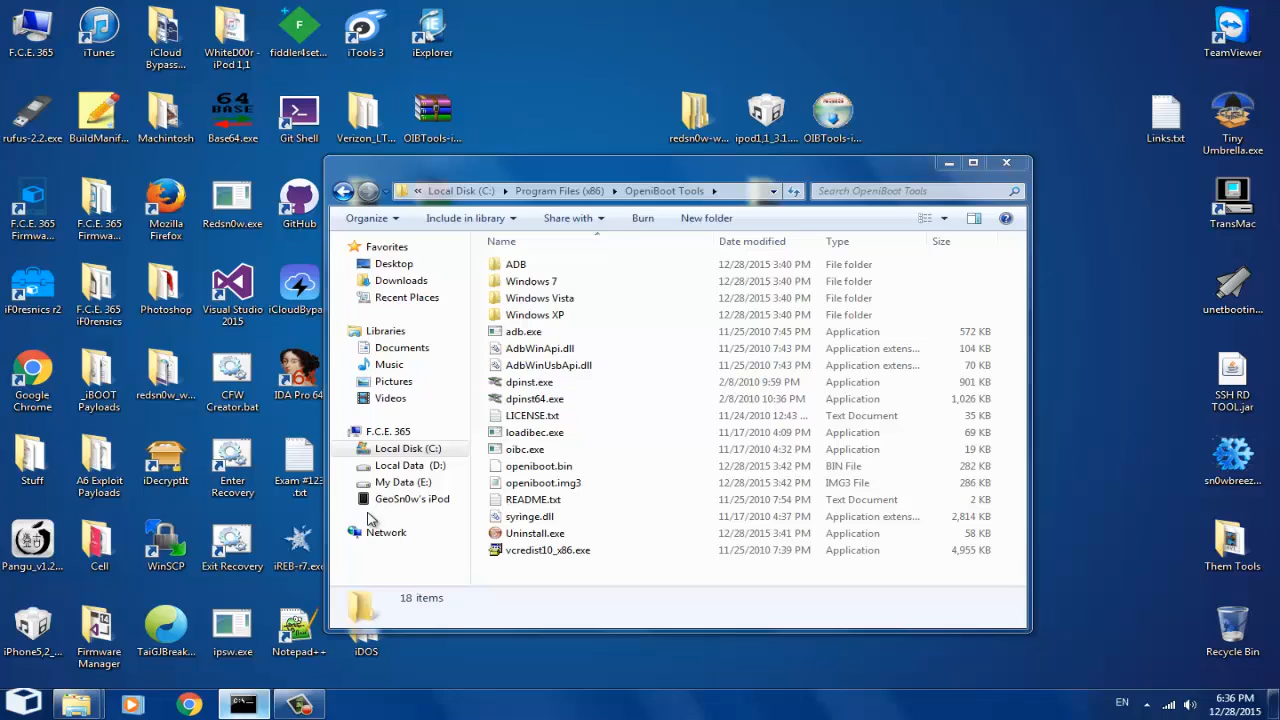 F.C.E. 365
iTunes
iCloud
Bypass...
WhiteD00r -
iPod 1,1
F
fiddler4set...
iTools 3
iExplorer
TeamViewer
rufus-2.2.exe
BuildManif...
Machintosh
64
BASE
Base64.exe
Git Shell
Verizon_LT...
OIBTools-i...
redsn0w-w...
ipod1,1_3.1....
OIBTools-i...
Links.txt
Tiny
Umbrella.exe
F.C.E. 365
Firmwa...
F.C.E. 365
Firmwa...
Mozilla
Firefox
Redsn0w.exe
GitHub
TransMac
iF0resnics r2
F.C.E. 365
iF0rensics
Photoshop
Visual Studio
2015
iCloudBypa...
unetbootin...
Google
Chrome
_iBOOT
Payloads
redsn0w_w...
CFW
Creator.bat
IDA Pro 64
SSH RD
TOOL.jar
Stuff
A6 Exploit
Payloads
iDecryptIt
Enter
Recovery
Exam #123
.txt
sn0wbreez...
Pangu_v1.2...
Cell
WinSCP
Exit Recovery
iREB-r7.exe
Them Tools
iPhone5,2_...
Firmware
Manager
TaiGJBreak...
ipsw.exe
Notepad++
iDOS
Recycle Bin
« Local Disk (C:) Program Files (x86) OpeniBoot Tools
Search OpeniBoot Tools
Organize Include in library Share with Burn New folder
Favorites
Desktop
Downloads
Recent Places
Libraries
Documents
Music
Pictures
Videos
F.C.E. 365
Local Disk (C:)
Local Data (D:)
My Data (E:)
GeoSn0w's iPod
Network
Name Date modified Type Size
ADB 12/28/2015 3:40 PM File folder
Windows 7 12/28/2015 3:40 PM File folder
Windows Vista 12/28/2015 3:40 PM File folder
Windows XP 12/28/2015 3:40 PM File folder
adb.exe 11/25/2010 7:45 PM Application 572 KB
AdbWinApi.dll 11/25/2010 7:43 PM Application extens... 104 KB
AdbWinUsbApi.dll 11/25/2010 7:43 PM Application extens... 70 KB
dpinst.exe 2/8/2010 9:59 PM Application 901 KB
dpinst64.exe 2/8/2010 10:36 PM Application 1,026 KB
LICENSE.txt 11/24/2010 12:43 ... Text Document 35 KB
loadibec.exe 11/17/2010 4:09 PM Application 69 KB
oibc.exe 11/17/2010 4:32 PM Application 19 KB
openiboot.bin 12/28/2015 3:42 PM BIN File 282 KB
openiboot.img3 12/28/2015 3:42 PM IMG3 File 286 KB
README.txt 11/25/2010 7:54 PM Text Document 2 KB
syringe.dll 11/17/2010 4:37 PM Application extens... 2,814 KB
Uninstall.exe 12/28/2015 3:41 PM Application 58 KB
vcredist10_x86.exe 11/25/2010 7:39 PM Application 4,955 KB
18 items
EN
6:36 PM
12/28/2015